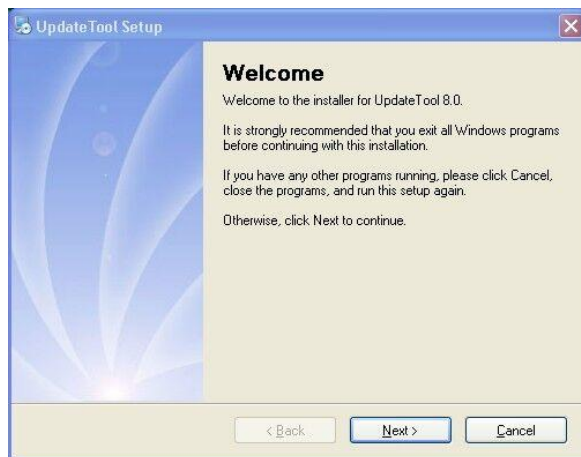 UpdateTool Setup
Welcome
Welcome to the installer for UpdateTool 8.0.
It is strongly recommended that you exit all Windows programs
before continuing with this installation.
If you have any other programs running, please click Cancel,
close the programs, and run this setup again.
Otherwise, click Next to continue.
< Back Next > Cancel